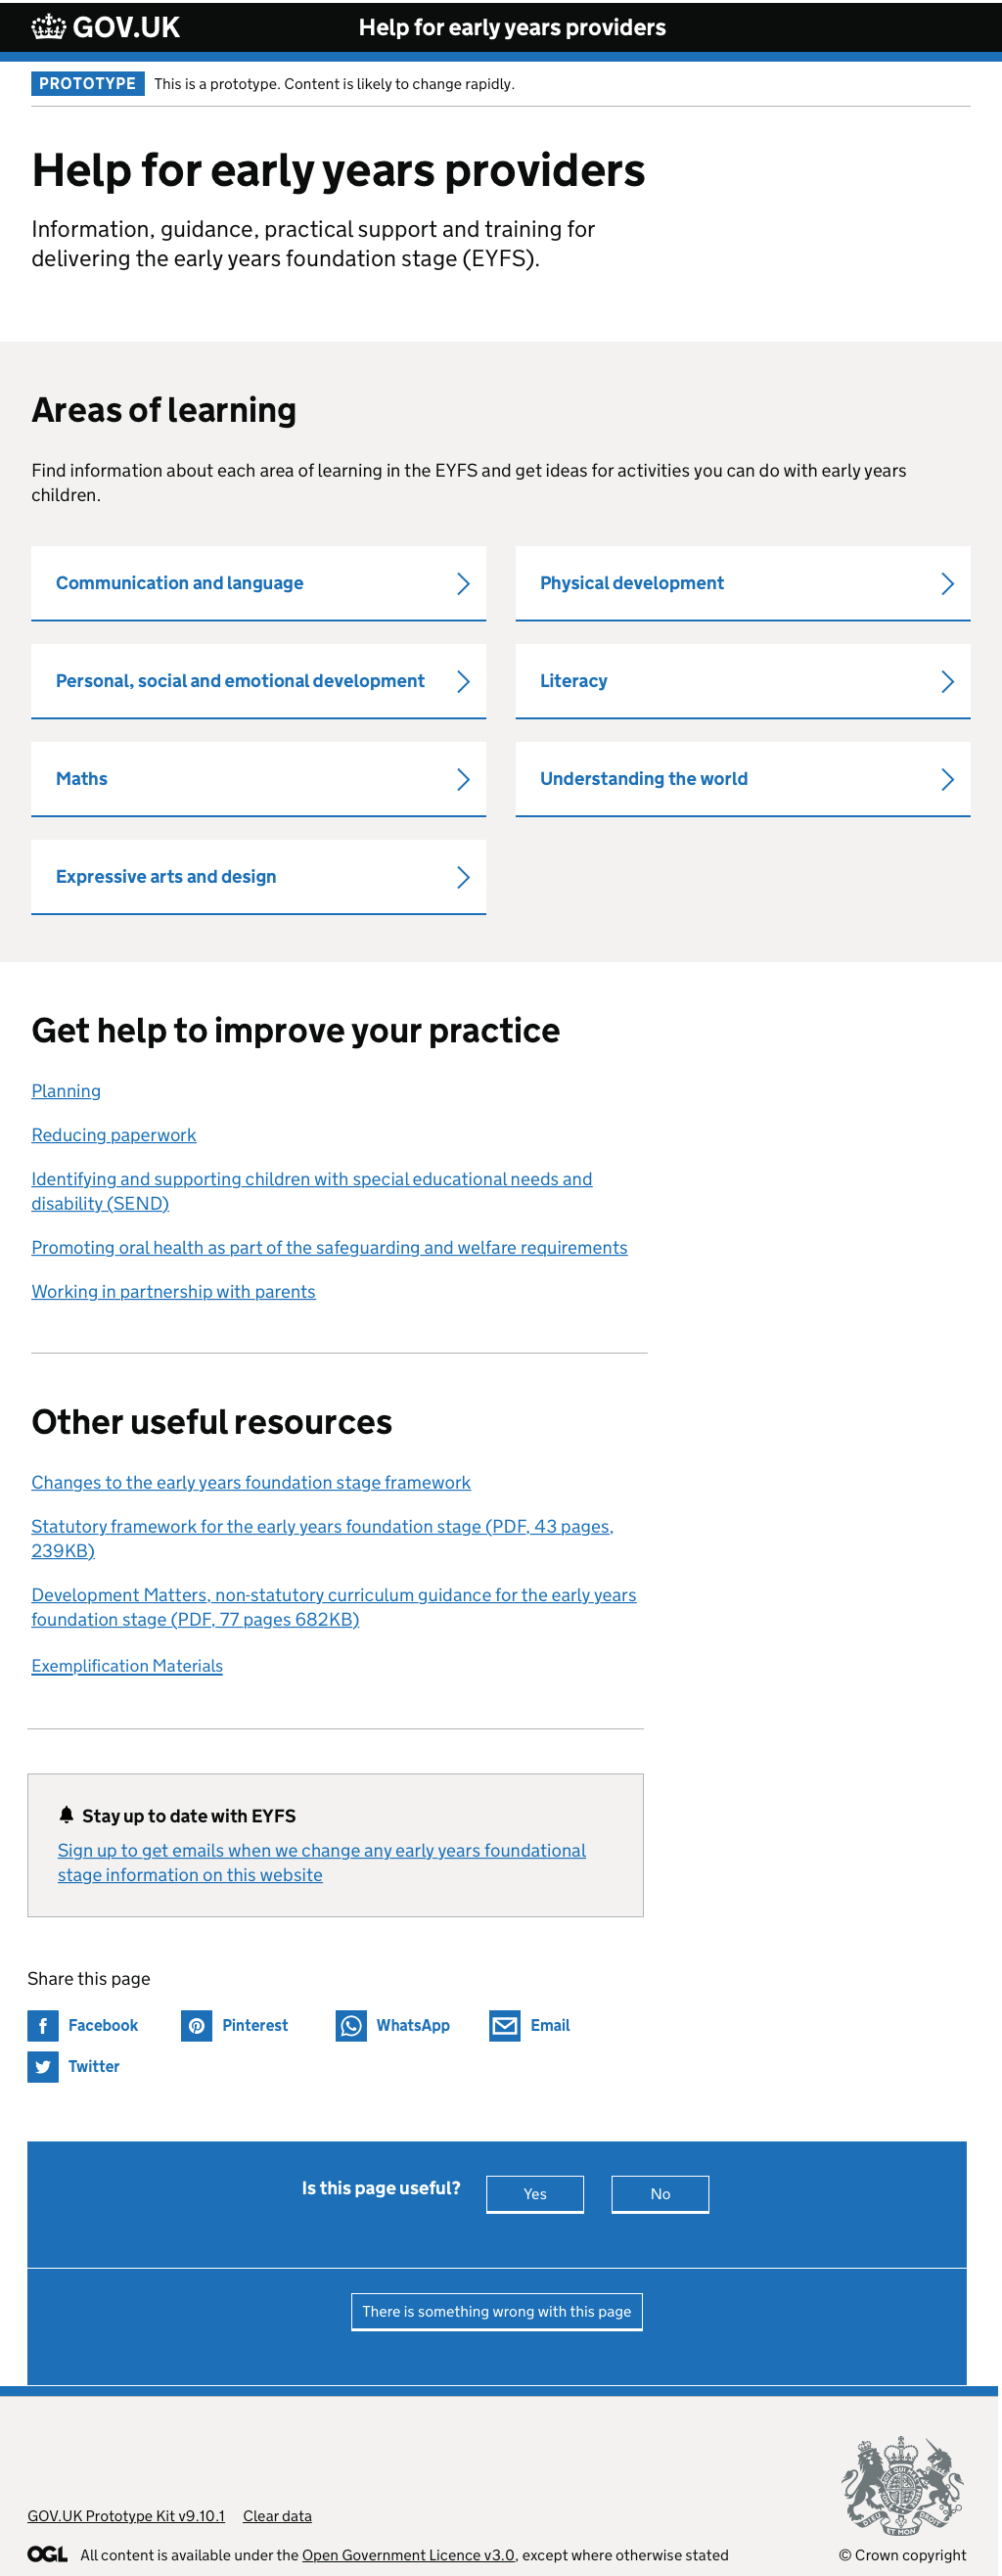 GOV.UK Help for early years providers
PROTOTYPE This is a prototype. Content is likely to change rapidly.
Help for early years providers
Information, guidance, practical support and training for
delivering the early years foundation stage (EYFS).
Areas of learning
Find information about each area of learning in the EYFS and get ideas for activities you can do with early years
children.
Communication and language
Physical development
Personal, social and emotional development
Literacy
Maths
Understanding the world
Expressive arts and design
Get help to improve your practice
Planning
Reducing paperwork
Identifying and supporting children with special educational needs and
disability (SEND)
Promoting oral health as part of the safeguarding and welfare requirements
Working in partnership with parents
Other useful resources
Changes to the early years foundation stage framework
Statutory framework for the early years foundation stage (PDF, 43 pages,
239KB)
Development Matters, non-statutory curriculum guidance for the early years
foundation stage (PDF, 77 pages 682KB)
Exemplification Materials
Stay up to date with EYFS
Sign up to get emails when we change any early years foundational
stage information on this website
Share this page
Facebook Pinterest WhatsApp Email
Twitter
Is this page useful? Yes No
There is something wrong with this page
GOV.UK Prototype Kit v9.10.1 Clear data
DIEU ET MON
OGL All content is available under the Open Government Licence v3.0, except where otherwise stated
© Crown copyright